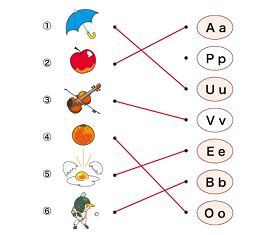 ① A a
② P p
U u
③ V v
④ E e
⑤ B b
⑥ O o